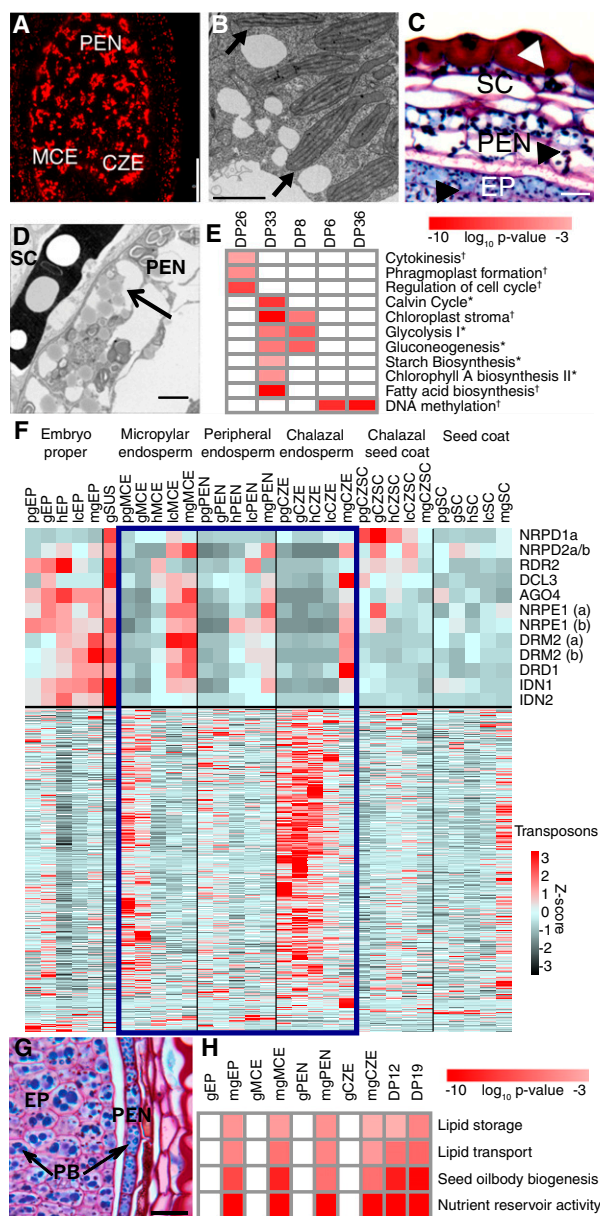 A
PEN
MCE
CZE
B
C
SC
PEN
EP
D
SC
PEN
E
DP26
DP33
DP8
DP6
DP36
-10 log10 p-value -3
Cytokinesis†
Phragmoplast formation†
Regulation of cell cycle†
Calvin Cycle*
Chloroplast stroma†
Glycolysis I*
Gluconeogenesis*
Starch Biosynthesis*
Chlorophyll A biosynthesis II*
Fatty acid biosynthesis†
DNA methylation†
F
Embryo proper
Micropylar endosperm
Peripheral endosperm
Chalazal endosperm
Chalazal seed coat
Seed coat
pgEP
gEP
hEP
lcEP
mgEP
gSUS
pgMCE
gMCE
hMCE
lcMCE
mgMCE
pgPEN
gPEN
hPEN
lcPEN
mgPEN
pgCZE
gCZE
hCZE
lcCZE
mgCZE
pgCZSC
gCZSC
hCZSC
lcCZSC
mgCZSC
pgSC
gSC
hSC
lcSC
mgSC
NRPD1a
NRPD2a/b
RDR2
DCL3
AGO4
NRPE1 (a)
NRPE1 (b)
DRM2 (a)
DRM2 (b)
DRD1
IDN1
IDN2
Transposons
3
2
1
0
-1
-2
-3
Z-score
G
EP
PEN
PB
H
gEP
mgEP
gMCE
mgMCE
gPEN
mgPEN
gCZE
mgCZE
DP12
DP19
-10 log10 p-value -3
Lipid storage
Lipid transport
Seed oilbody biogenesis
Nutrient reservoir activity